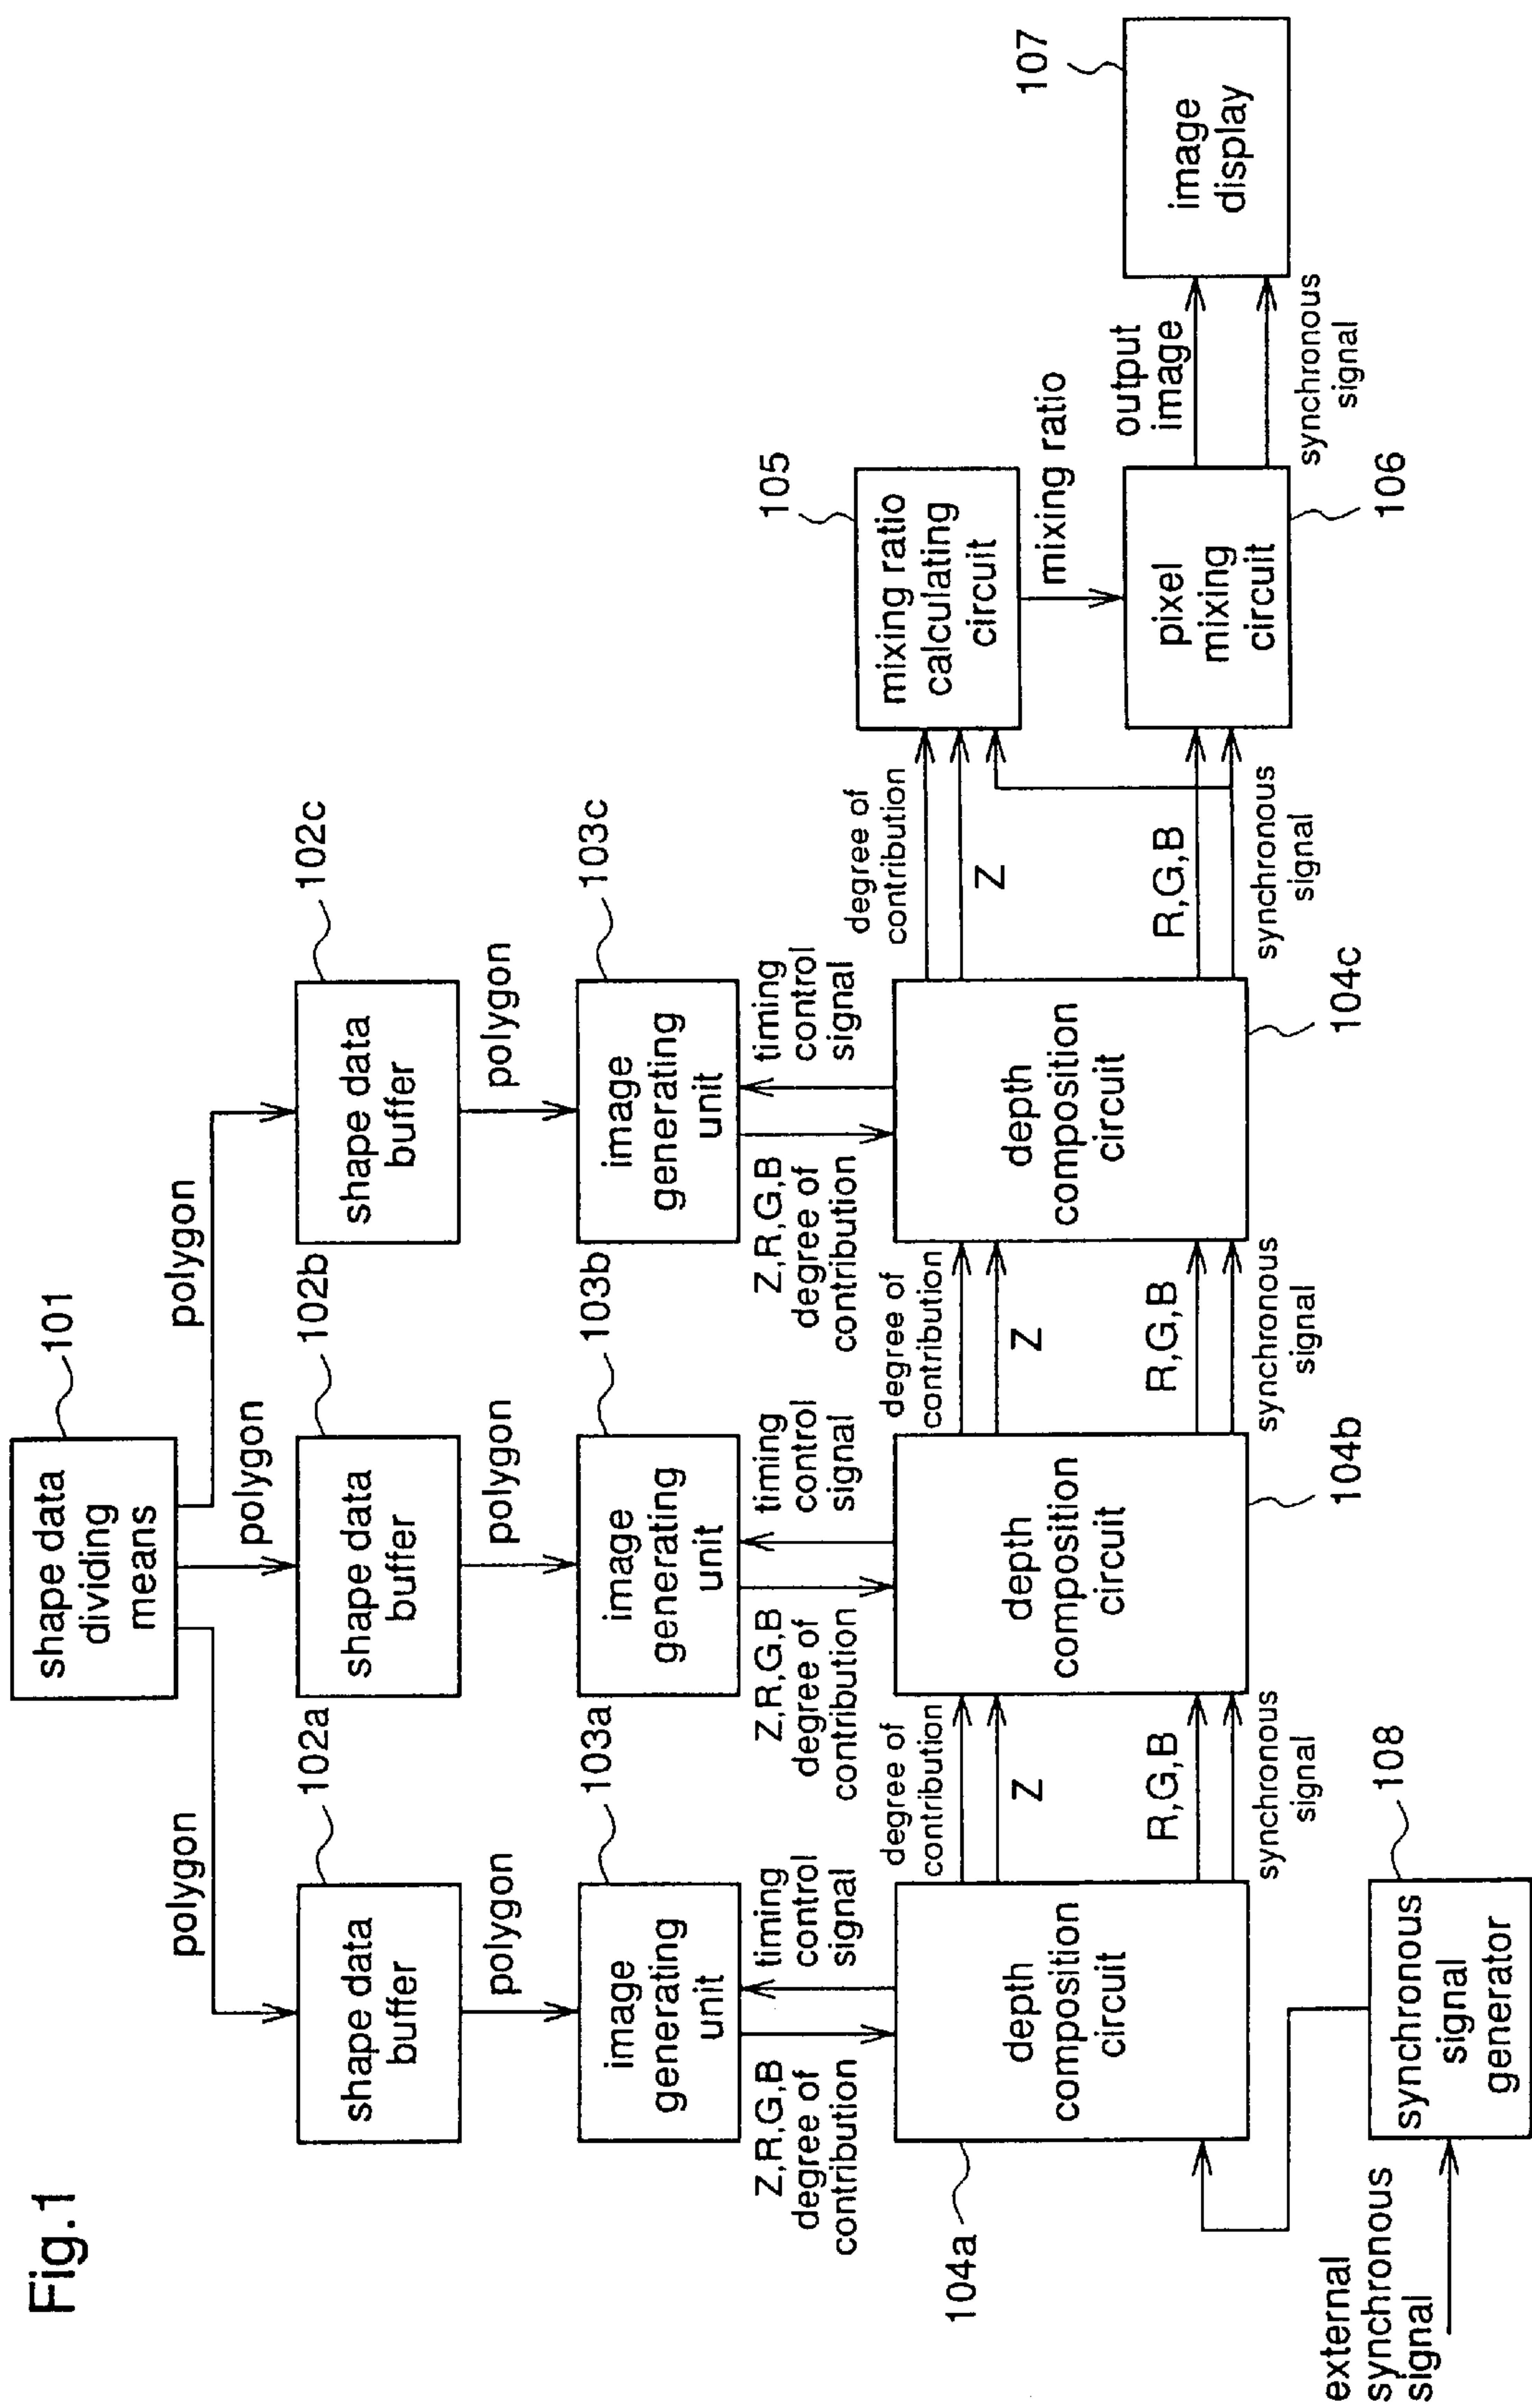 Fig.1
101
shape data
dividing
means
polygon
polygon
polygon
102a
shape data
buffer
102b
shape data
buffer
102c
shape data
buffer
polygon
polygon
polygon
103a
image
generating
unit
103b
image
generating
unit
103c
image
generating
unit
Z,R,G,B
degree of
contribution
timing
control
signal
Z,R,G,B
degree of
contribution
timing
control
signal
Z,R,G,B
degree of
contribution
timing
control
signal
104a
depth
composition
circuit
degree of
contribution
Z
R,G,B
synchronous
signal
104b
depth
composition
circuit
degree of
contribution
Z
R,G,B
synchronous
signal
104c
depth
composition
circuit
degree of
contribution
Z
R,G,B
synchronous
signal
105
mixing ratio
calculating
circuit
mixing ratio
pixel
mixing
circuit
106
output
image
synchronous
signal
107
image
display
external
synchronous
signal
108
synchronous
signal
generator